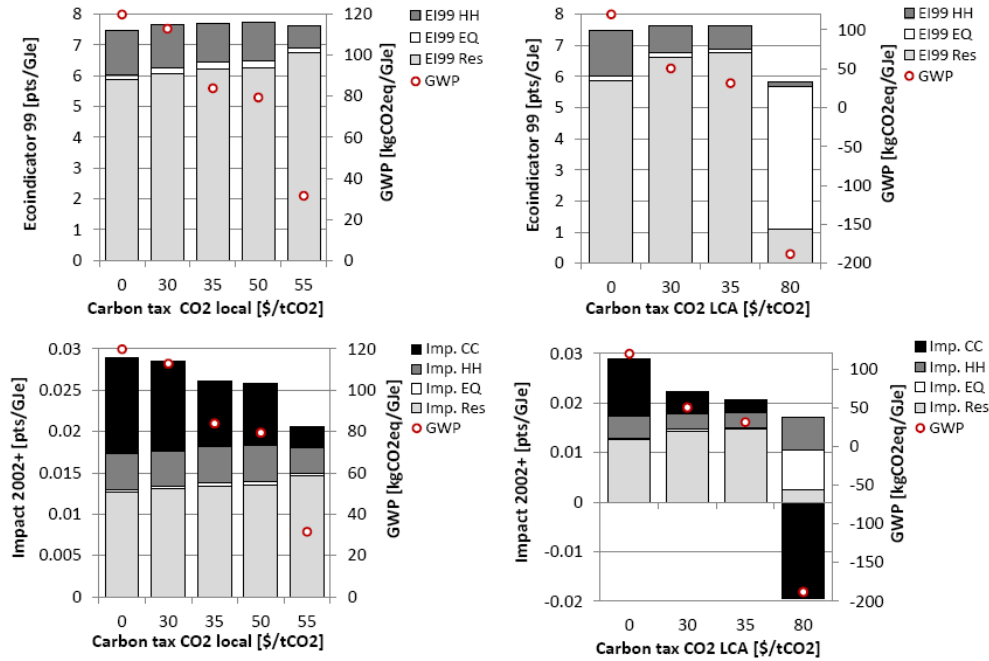 Ecoindicator 99 [pts/GJe]
8
7
6
5
4
3
2
1
0
120
100
80
60
40
20
0
GWP [kgCO2eq/GJe]
EI99 HH
EI99 EQ
EI99 Res
GWP
0 30 35 50 55
Carbon tax CO2 local [$/tCO2]
Ecoindicator 99 [pts/GJe]
8
7
6
5
4
3
2
1
0
100
50
0
-50
-100
-150
-200
GWP [kgCO2eq/GJe]
EI99 HH
EI99 EQ
EI99 Res
GWP
0 30 35 80
Carbon tax CO2 LCA [$/tCO2]
Impact 2002+ [pts/GJe]
0.03
0.025
0.02
0.015
0.01
0.005
0
120
100
80
60
40
20
0
GWP [kgCO2eq/GJe]
Imp. CC
Imp. HH
Imp. EQ
Imp. Res
GWP
0 30 35 50 55
Carbon tax CO2 local [$/tCO2]
Impact 2002+ [pts/GJe]
0.03
0.02
0.01
0
-0.01
-0.02
100
50
0
-50
-100
-150
-200
GWP [kgCO2eq/GJe]
Imp. CC
Imp. HH
Imp. EQ
Imp. Res
GWP
0 30 35 80
Carbon tax CO2 LCA [$/tCO2]